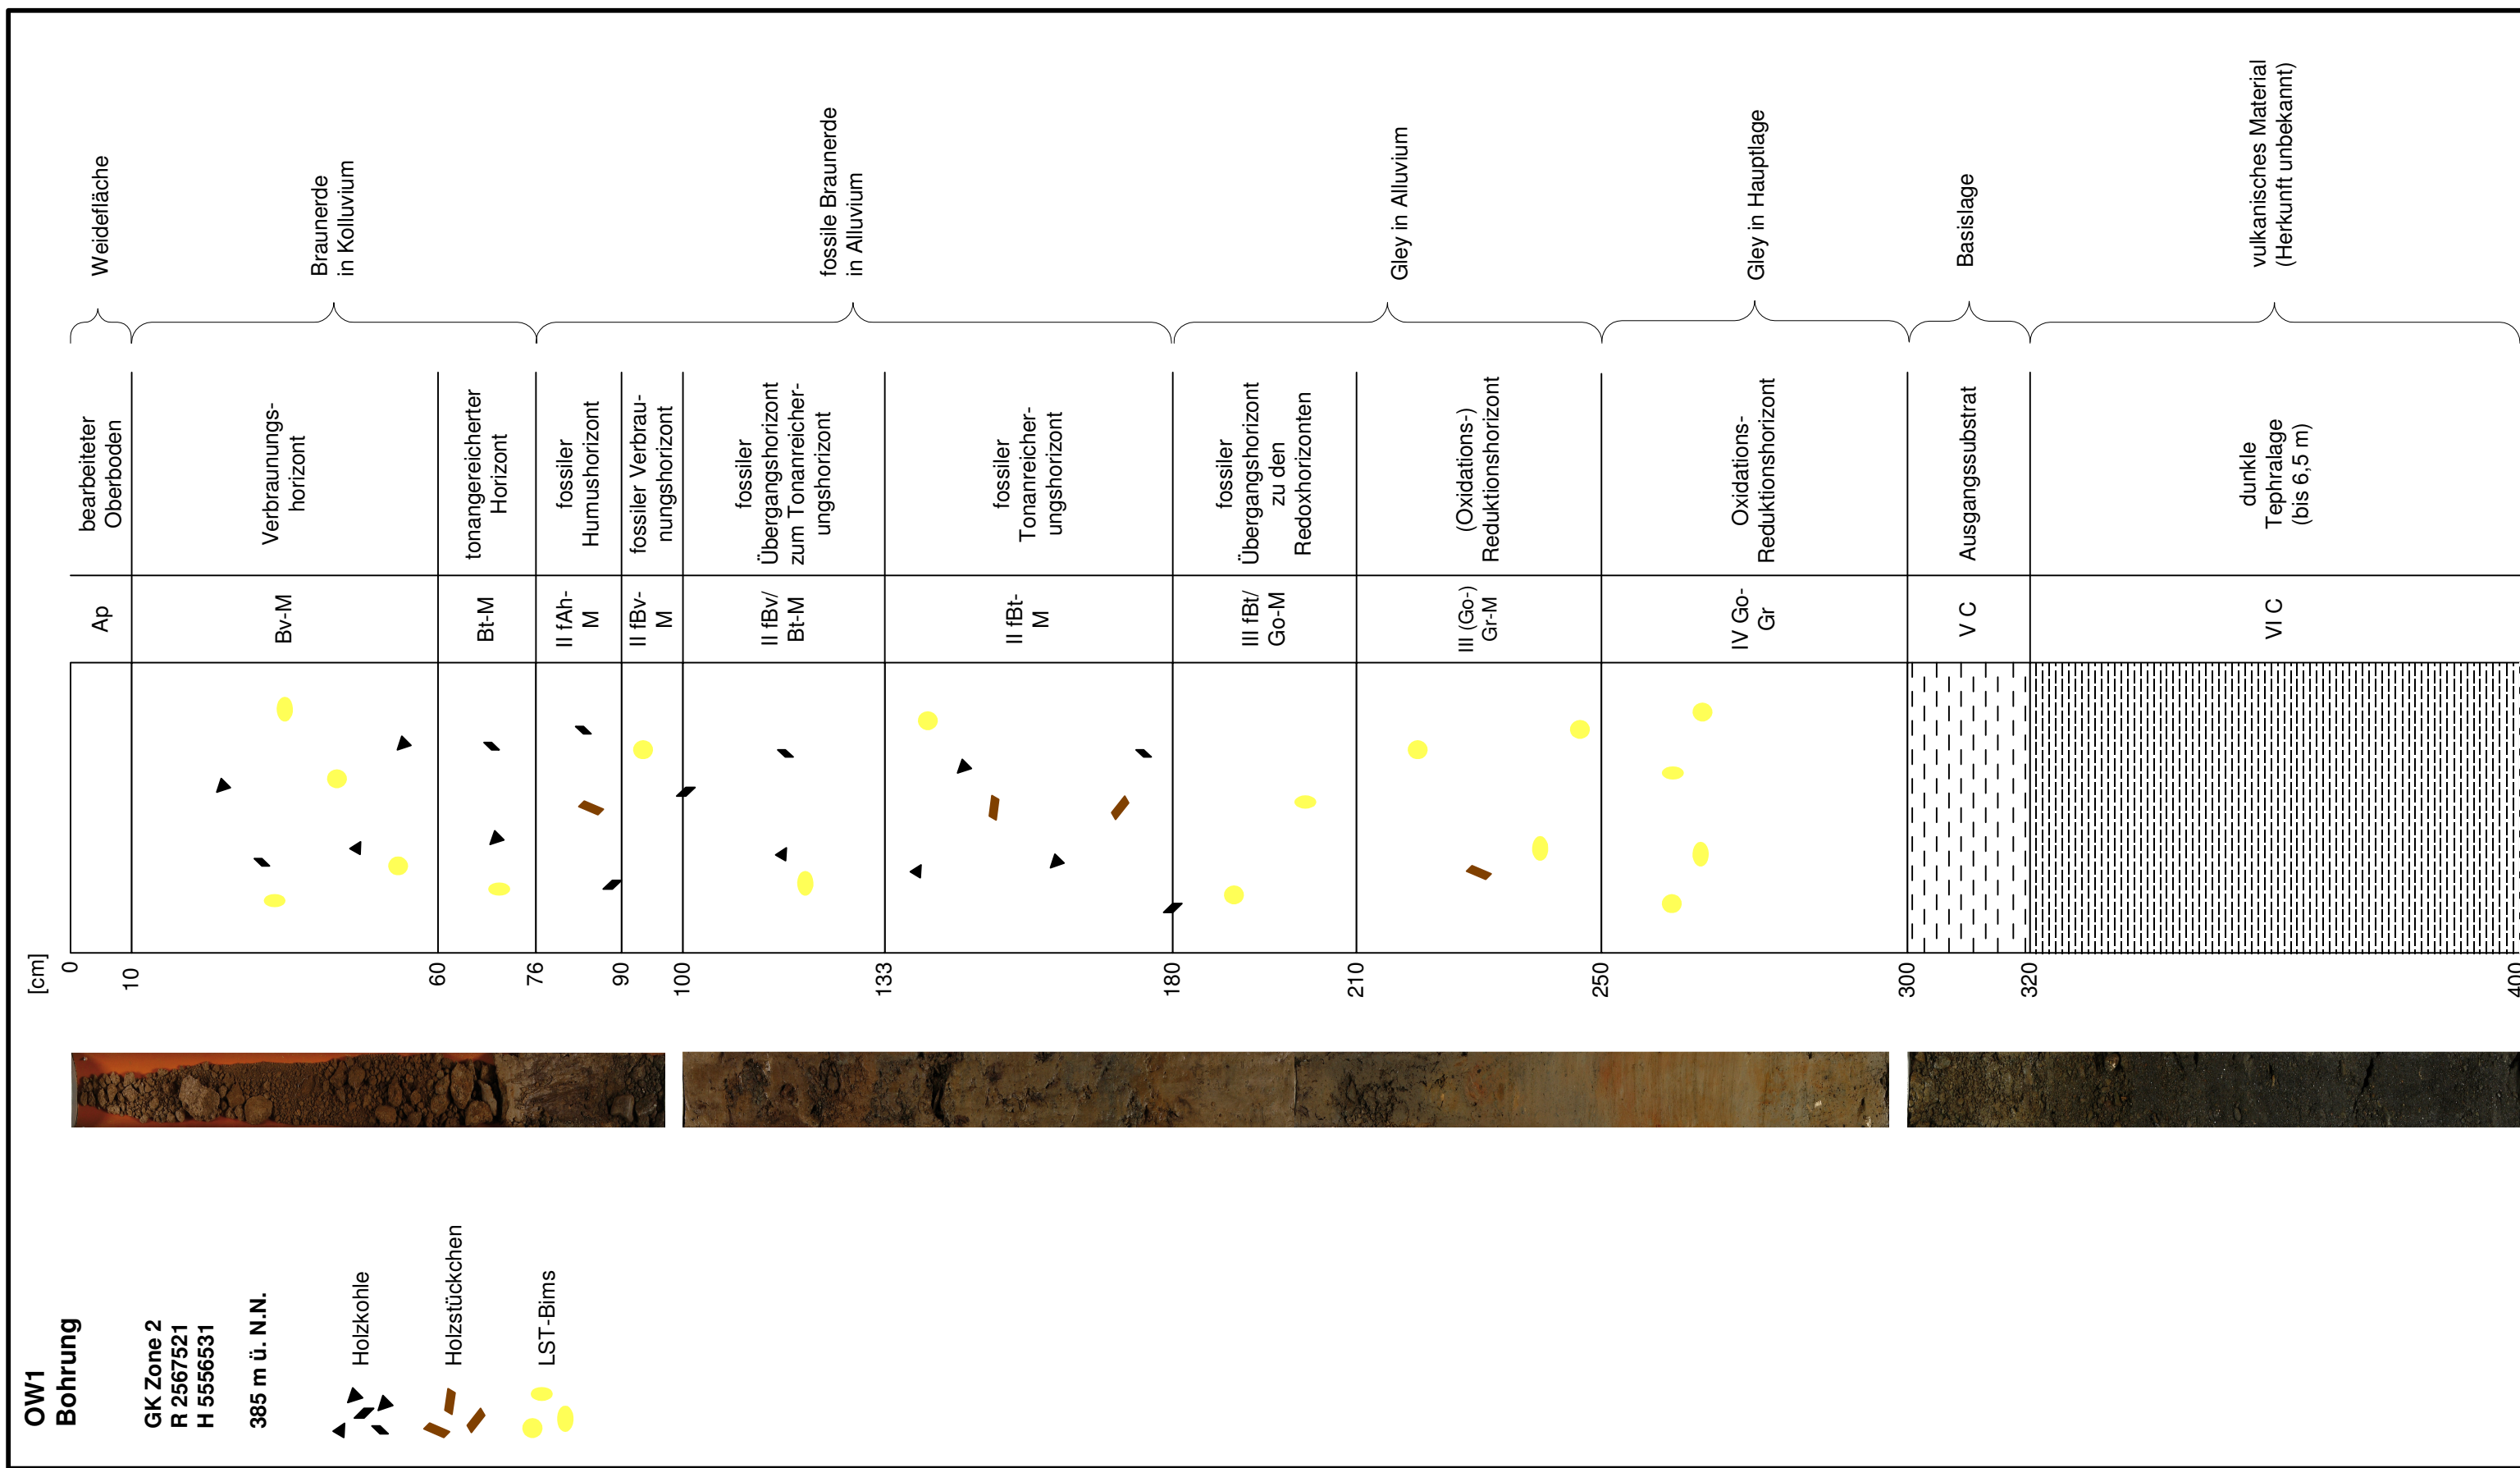 OW1
Bohrung
GK Zone 2
R 2567521
H 5556531
385 m ü. N.N.
Holzkohle
Holzstückchen
LST-Bims
[cm]
0
10
60
76
90
100
133
180
210
250
300
320
400
Ap
Bv-M
Bt-M
II fAh-
M
II fBv-
M
II fBv/
Bt-M
II fBt-
M
III fBt/
Go-M
III (Go-)
Gr-M
IV Go-
Gr
V C
VI C
bearbeiteter
Oberboden
Verbraunungs-
horizont
tonangereicherter
Horizont
fossiler
Humushorizont
fossiler Verbrau-
nungshorizont
fossiler
Übergangshorizont
zum Tonanreicher-
ungshorizont
fossiler
Tonanreicher-
ungshorizont
fossiler
Übergangshorizont
zu den
Redoxhorizonten
(Oxidations-)
Reduktionshorizont
Oxidations-
Reduktionshorizont
Ausgangssubstrat
dunkle
Tephralage
(bis 6,5 m)
Weidefläche
Braunerde
in Kolluvium
fossile Braunerde
in Alluvium
Gley in Alluvium
Gley in Hauptlage
Basislage
vulkanisches Material
(Herkunft unbekannt)